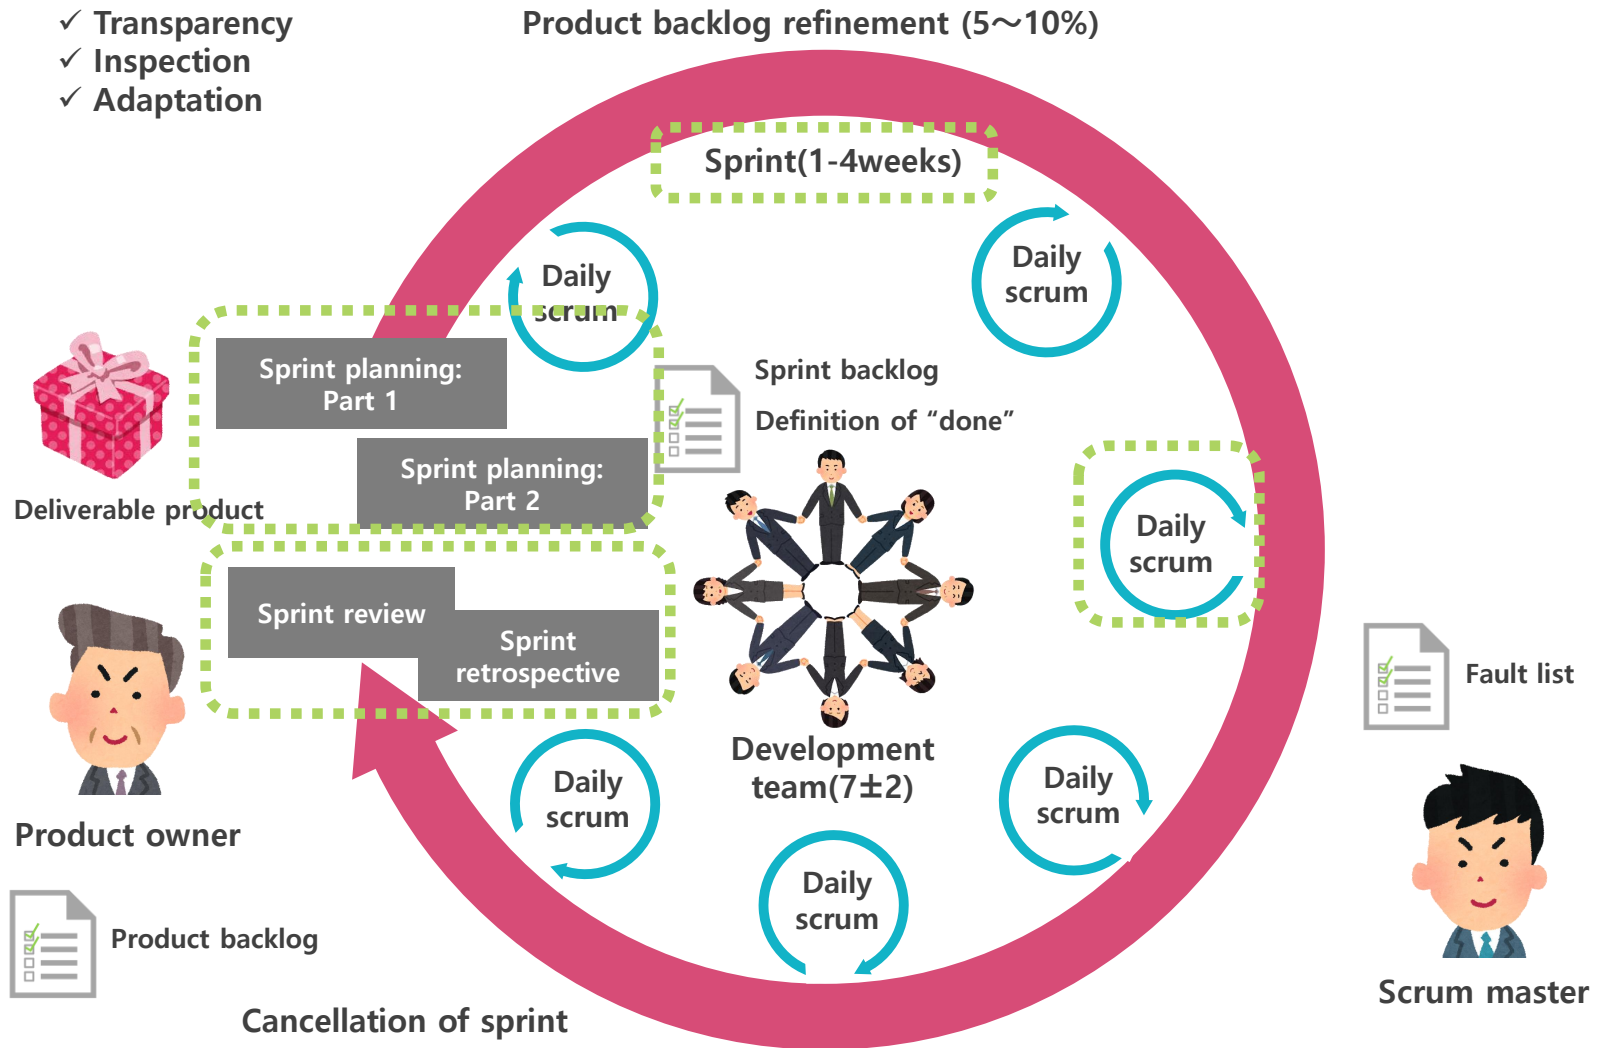 ✓ Transparency
✓ Inspection
✓ Adaptation
Product backlog refinement (5～10%)
Sprint(1-4weeks)
Daily
scrum
Daily
scrum
Sprint planning:
Part 1
Sprint backlog
Definition of “done”
Sprint planning:
Part 2
Deliverable product
Daily
scrum
Sprint review
Sprint
retrospective
Fault list
Development
team(7±2)
Daily
scrum
Daily
scrum
Product owner
Daily
scrum
Product backlog
Scrum master
Cancellation of sprint